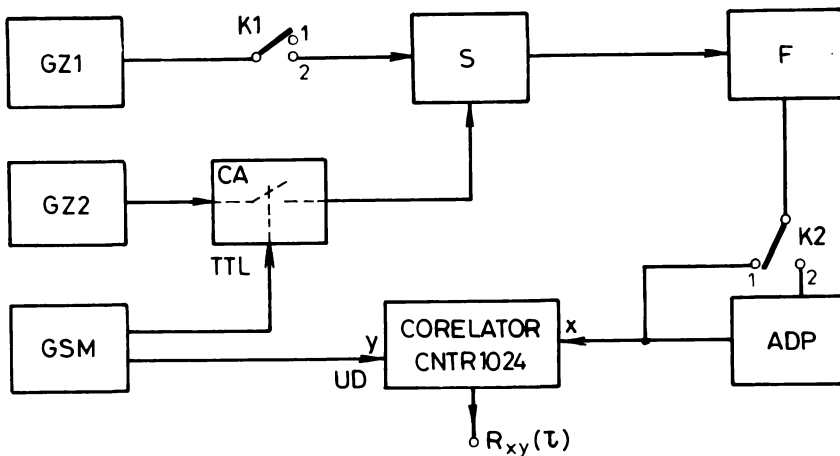 GZ1
K1
1
2
S
F
GZ2
CA
TTL
K2
1
2
GSM
y
UD
CORELATOR
CNTR1024
x
ADP
Rxy(τ)